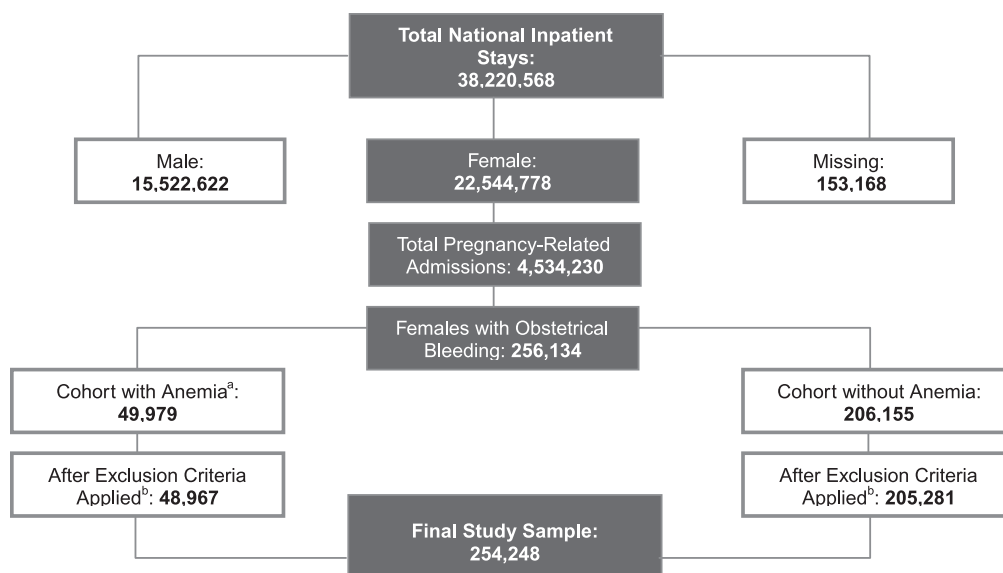 Total National Inpatient
Stays:
38,220,568
Male:
15,522,622
Female:
22,544,778
Missing:
153,168
Total Pregnancy-Related
Admissions: 4,534,230
Females with Obstetrical
Bleeding: 256,134
Cohort with Anemiaᵃ:
49,979
Cohort without Anemia:
206,155
After Exclusion Criteria
Appliedᵇ: 48,967
After Exclusion Criteria
Appliedᵇ: 205,281
Final Study Sample:
254,248